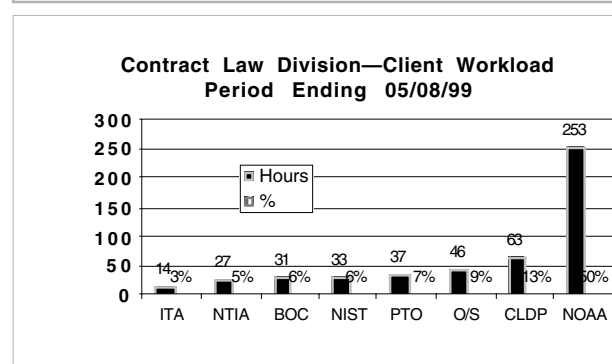 Contract Law Division—Client Workload
Period Ending 05/08/99
300
250
200
150
100
50
0
Hours
%
14 3% 27 5% 31 6% 33 6% 37 7% 46 9% 63 13% 253 50%
ITA NTIA BOC NIST PTO O/S CLDP NOAA